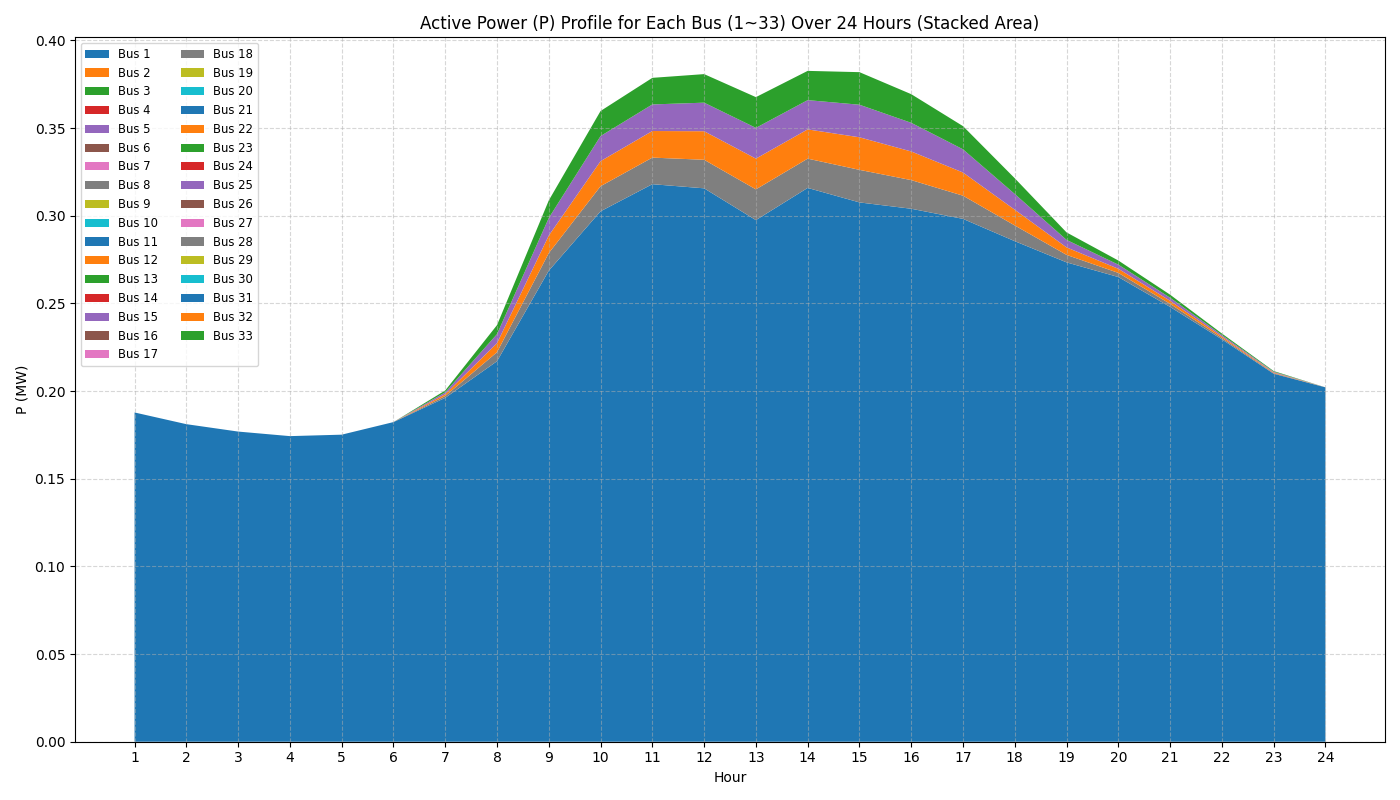 Active Power (P) Profile for Each Bus (1~33) Over 24 Hours (Stacked Area)
P (MW)
0.40
0.35
0.30
0.25
0.20
0.15
0.10
0.05
0.00
Bus 1
Bus 2
Bus 3
Bus 4
Bus 5
Bus 6
Bus 7
Bus 8
Bus 9
Bus 10
Bus 11
Bus 12
Bus 13
Bus 14
Bus 15
Bus 16
Bus 17
Bus 18
Bus 19
Bus 20
Bus 21
Bus 22
Bus 23
Bus 24
Bus 25
Bus 26
Bus 27
Bus 28
Bus 29
Bus 30
Bus 31
Bus 32
Bus 33
1 2 3 4 5 6 7 8 9 10 11 12 13 14 15 16 17 18 19 20 21 22 23 24
Hour